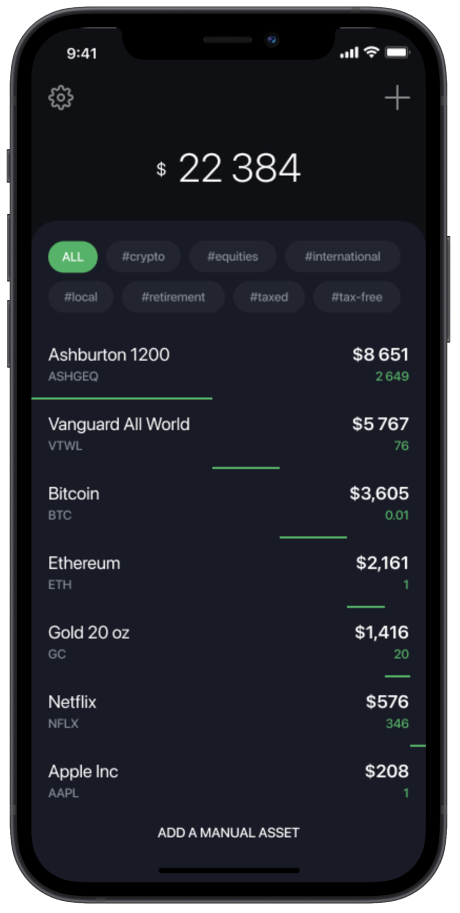 9:41
$ 22 384
ALL #crypto #equities #international
#local #retirement #taxed #tax-free
Ashburton 1200 $8 651
ASHGEQ 2 649
Vanguard All World $5 767
VTWL 76
Bitcoin $3,605
BTC 0.01
Ethereum $2,161
ETH 1
Gold 20 oz $1,416
GC 20
Netflix $576
NFLX 346
Apple Inc $208
AAPL 1
ADD A MANUAL ASSET